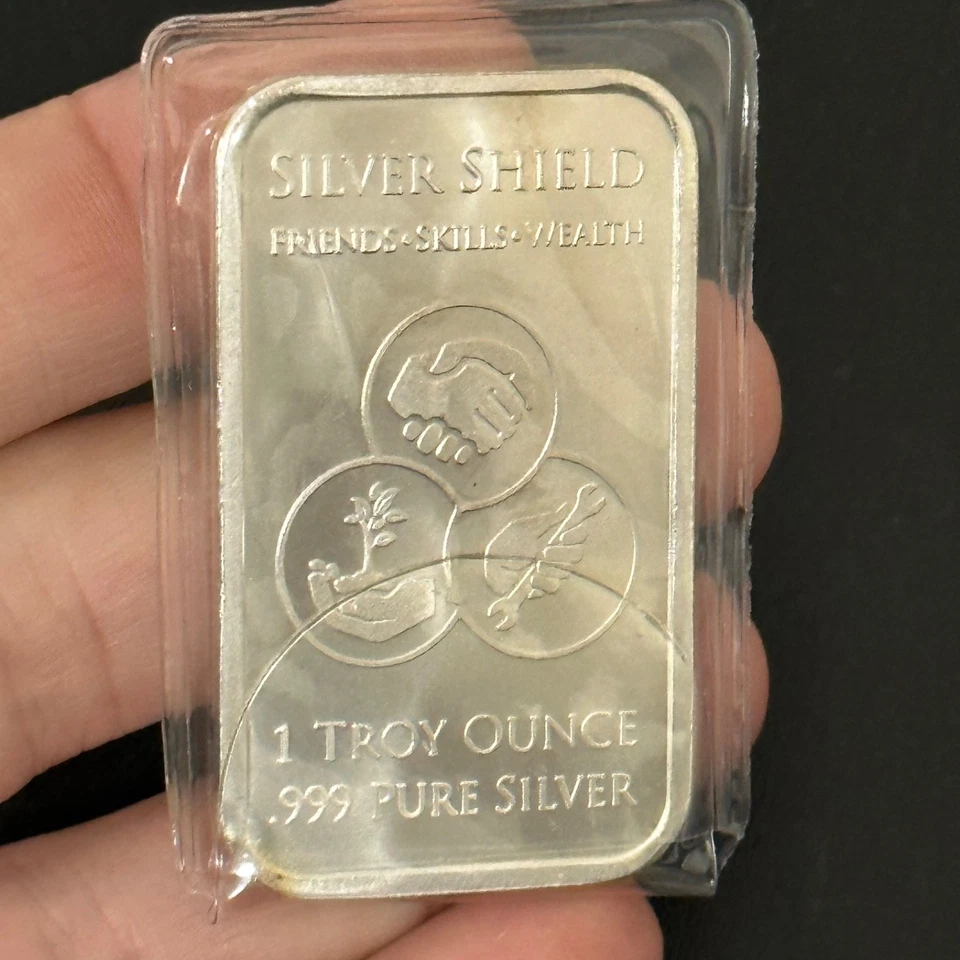 SILVER SHIELD
FRIENDS • SKILLS • WEALTH
1 TROY OUNCE
.999 PURE SILVER